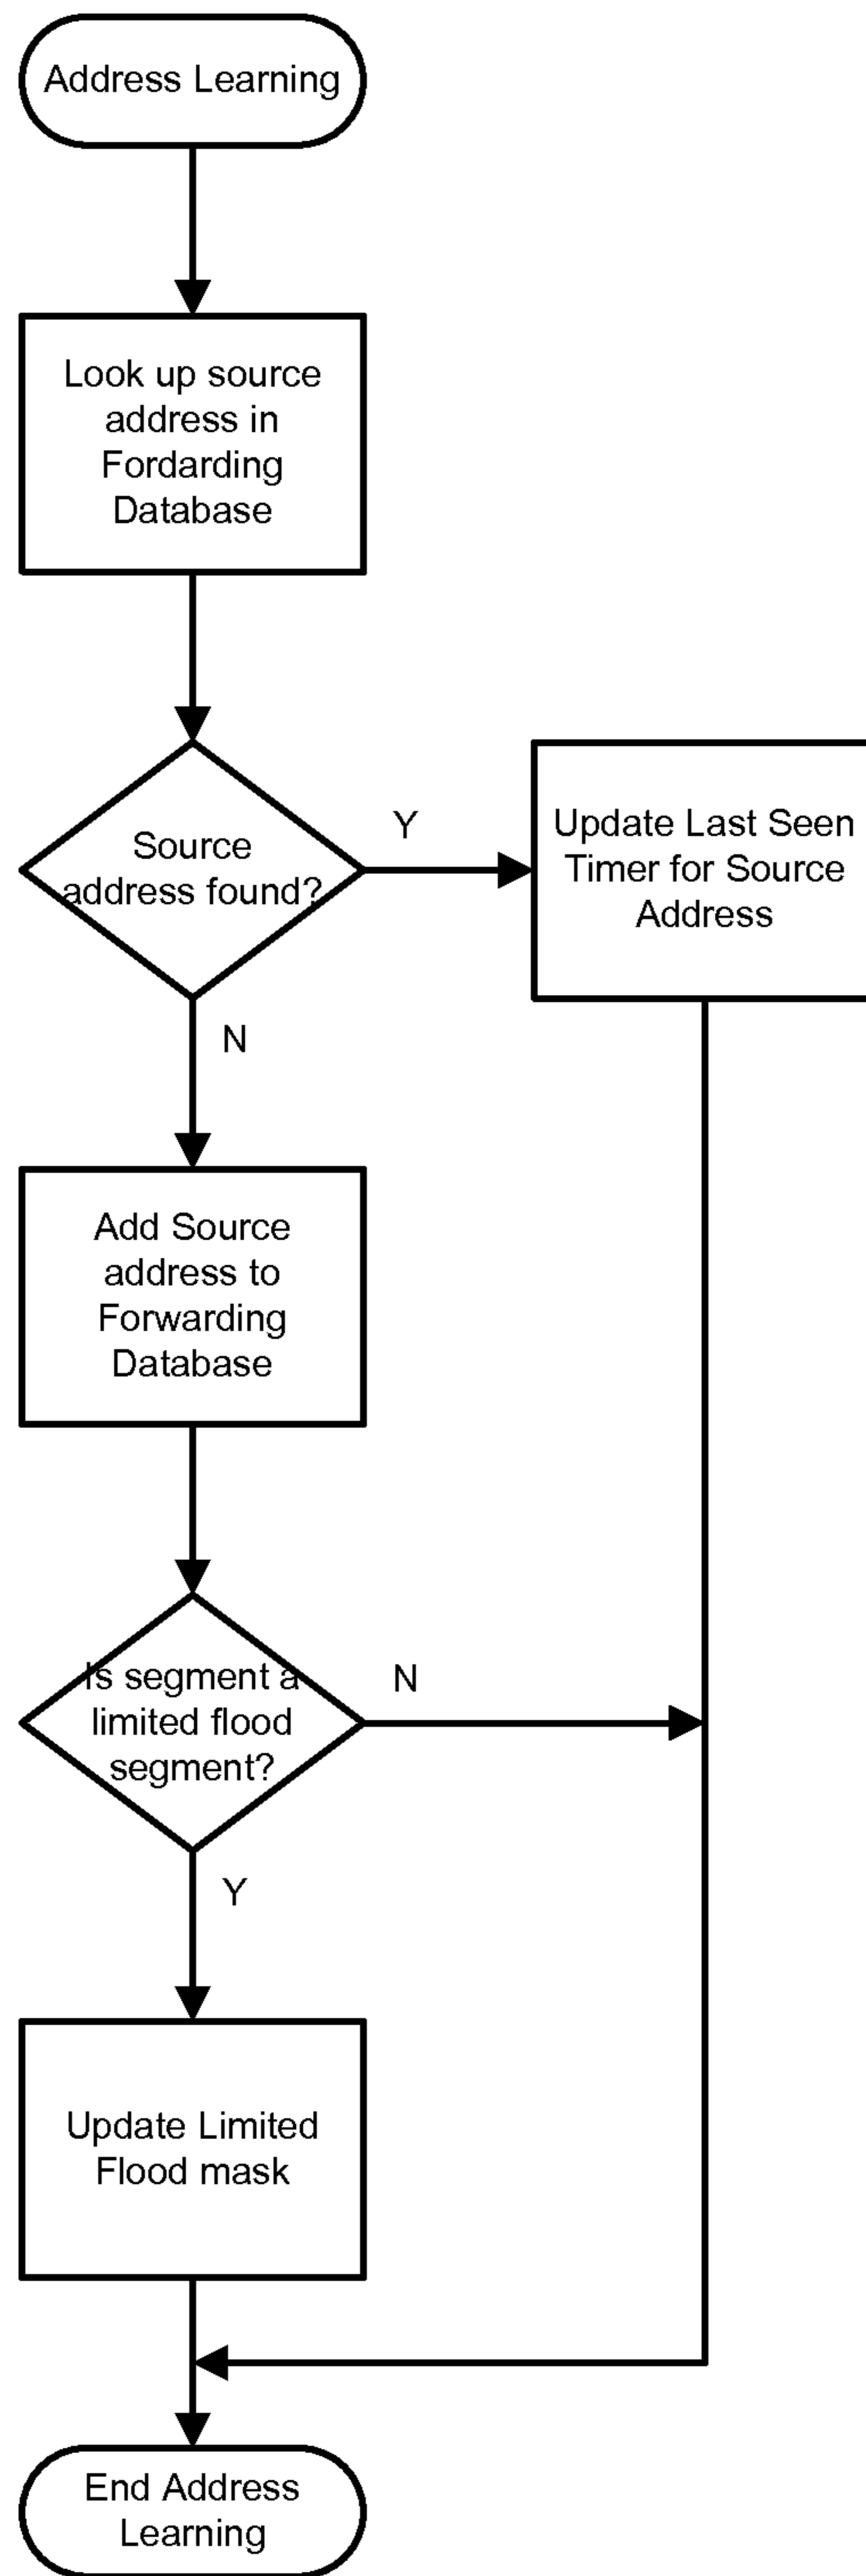 Address Learning
Look up source
address in
Fordarding
Database
Source
address found?
Y
Update Last Seen
Timer for Source
Address
N
Add Source
address to
Forwarding
Database
Is segment a
limited flood
segment?
N
Y
Update Limited
Flood mask
End Address
Learning